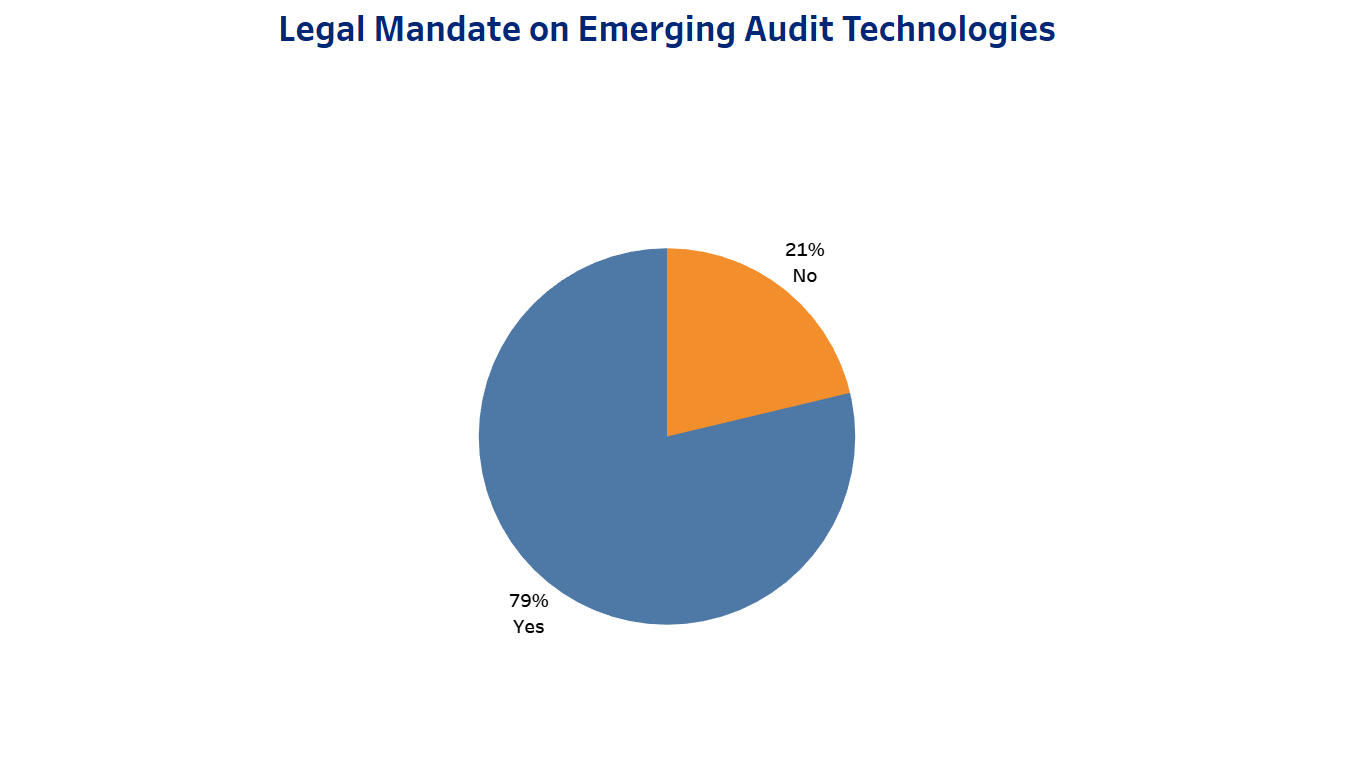 Legal Mandate on Emerging Audit Technologies
21%
No
79%
Yes